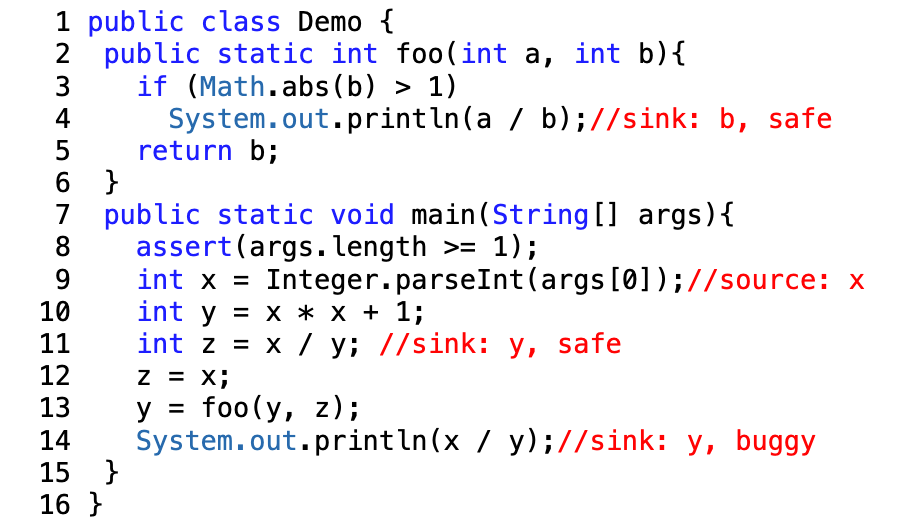 1 public class Demo {
2 public static int foo(int a, int b){
3 if (Math.abs(b) > 1)
4 System.out.println(a / b);//sink: b, safe
5 return b;
6 }
7 public static void main(String[] args){
8 assert(args.length >= 1);
9 int x = Integer.parseInt(args[0]);//source: x
10 int y = x * x + 1;
11 int z = x / y; //sink: y, safe
12 z = x;
13 y = foo(y, z);
14 System.out.println(x / y);//sink: y, buggy
15 }
16 }